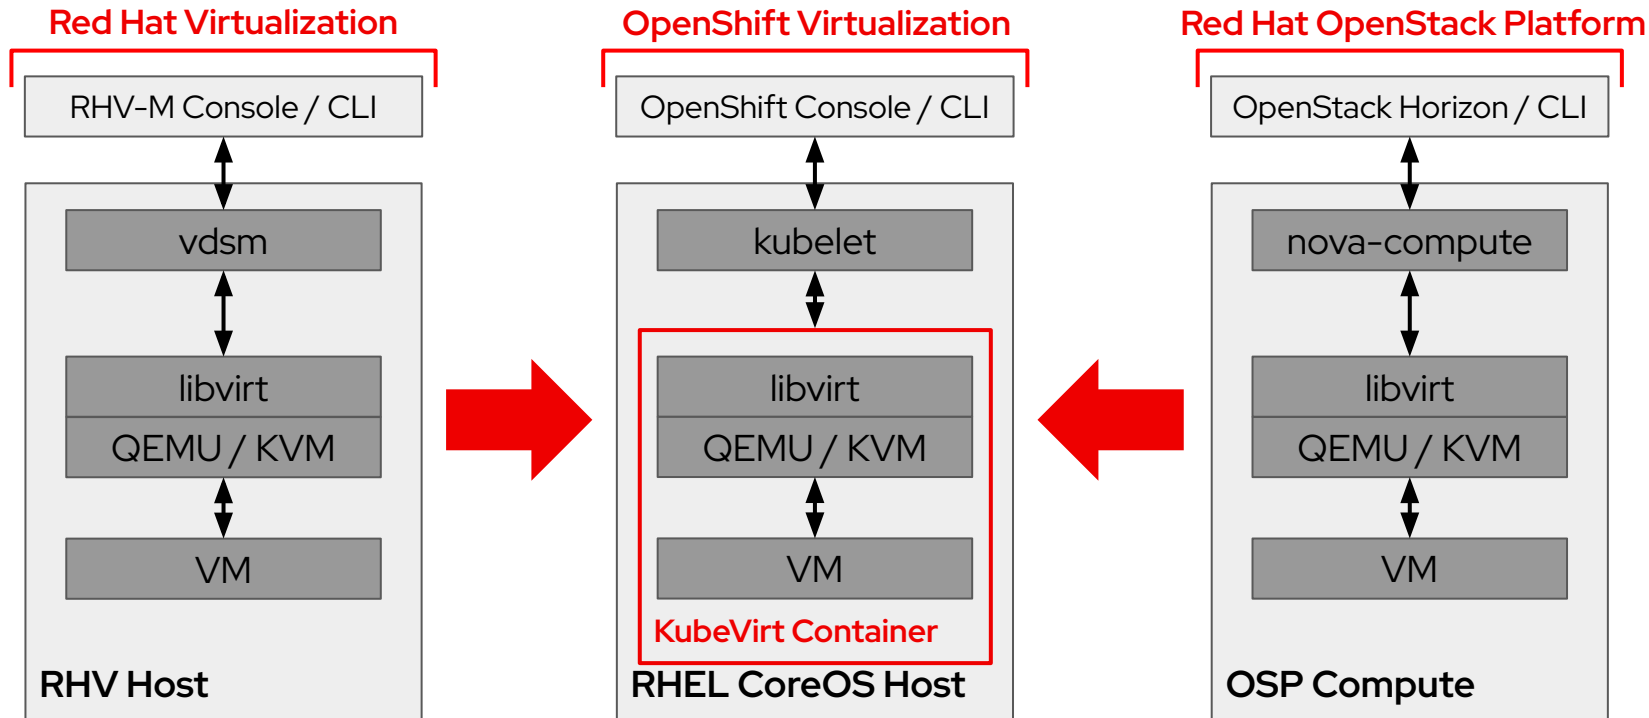 Red Hat Virtualization
RHV-M Console / CLI
vdsm
libvirt
QEMU / KVM
VM
RHV Host
OpenShift Virtualization
OpenShift Console / CLI
kubelet
libvirt
QEMU / KVM
VM
KubeVirt Container
RHEL CoreOS Host
Red Hat OpenStack Platform
OpenStack Horizon / CLI
nova-compute
libvirt
QEMU / KVM
VM
OSP Compute